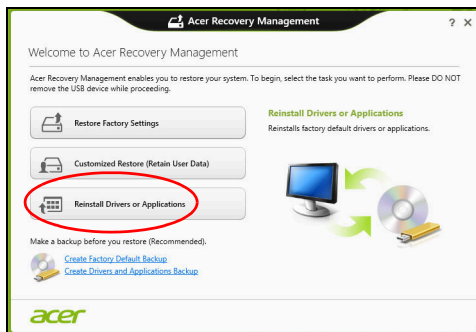 Acer Recovery Management
? X
Welcome to Acer Recovery Management
Acer Recovery Management enables you to restore your system. To begin, select the task you want to perform. Please DO NOT
remove the USB device while proceeding.
Restore Factory Settings
Customized Restore (Retain User Data)
Reinstall Drivers or Applications
Reinstall Drivers or Applications
Reinstalls factory default drivers or applications.
Make a backup before you restore (Recommended).
Create Factory Default Backup
Create Drivers and Applications Backup
acer